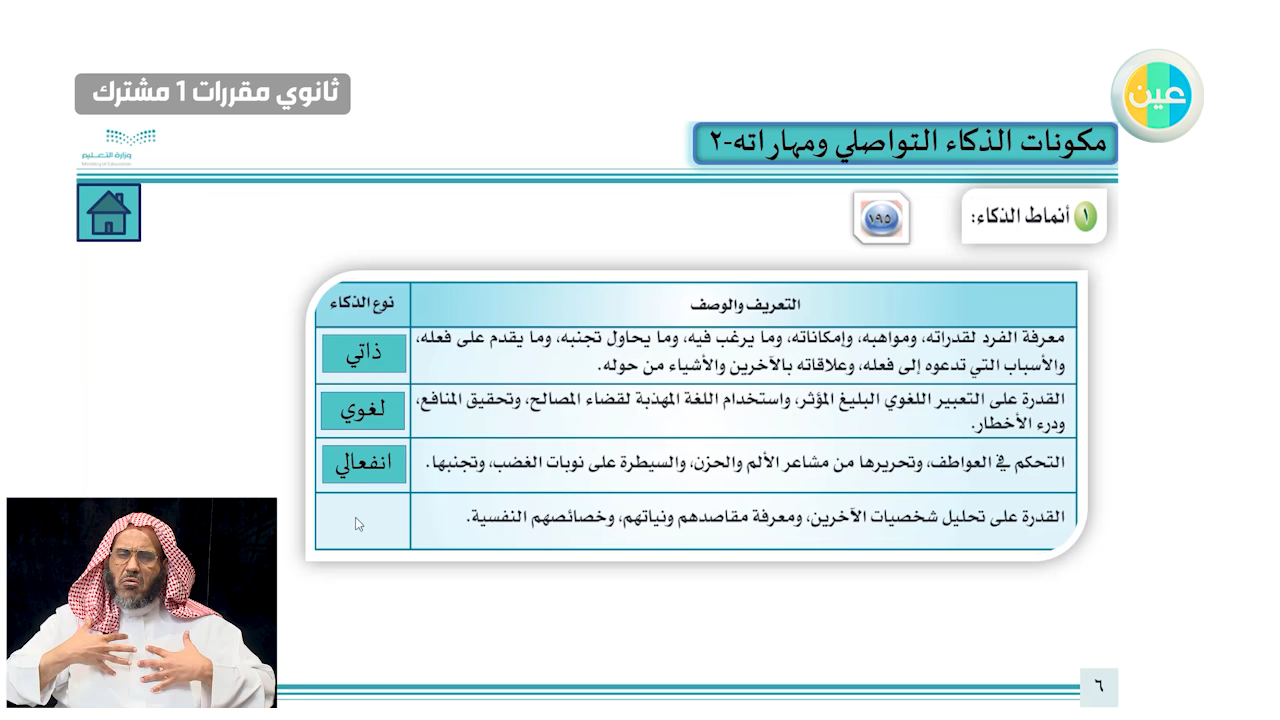 ثانوي مقررات 1 مشترك
عين
وزارة التعليم
Ministry of Education
مكونات الذكاء التواصلي ومهاراته-٢
١ أنماط الذكاء:
١٩٥
التعريف والوصف
نوع الذكاء
معرفة الفرد لقدراته، ومواهبه، وإمكاناته، وما يرغب فيه، وما يحاول تجنبه، وما يقدم على فعله،
والأسباب التي تدعوه إلى فعله، وعلاقاته بالآخرين والأشياء من حوله.
ذاتي
القدرة على التعبير اللغوي البليغ المؤثر، واستخدام اللغة المهذبة لقضاء المصالح، وتحقيق المنافع،
ودرء الأخطار.
لغوي
التحكم في العواطف، وتحريرها من مشاعر الألم والحزن، والسيطرة على نوبات الغضب، وتجنبها.
انفعالي
القدرة على تحليل شخصيات الآخرين، ومعرفة مقاصدهم ونياتهم، وخصائصهم النفسية.
٦